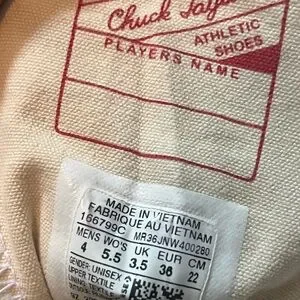 Chuck Taylor
ATHLETIC
SHOES
PLAYERS NAME
MADE IN VIETNAM
FABRIQUE AU VIETNAM
166799C MR36JNW400280
MENS WO'S UK EUR CM
4 5.5 3.5 36 22
GENDER: UNISEX
UPPER TEXTILE
TEXTILE